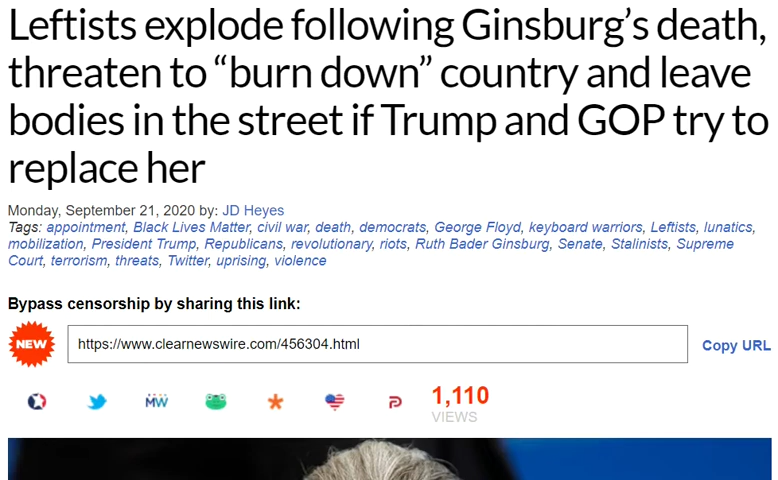 Leftists explode following Ginsburg’s death,
threaten to “burn down” country and leave
bodies in the street if Trump and GOP try to
replace her
Monday, September 21, 2020 by: JD Heyes
Tags: appointment, Black Lives Matter, civil war, death, democrats, George Floyd, keyboard warriors, Leftists, lunatics,
mobilization, President Trump, Republicans, revolutionary, riots, Ruth Bader Ginsburg, Senate, Stalinists, Supreme
Court, terrorism, threats, Twitter, uprising, violence
Bypass censorship by sharing this link:
NEW https://www.clearnewswire.com/456304.html Copy URL
MW 1,110
VIEWS